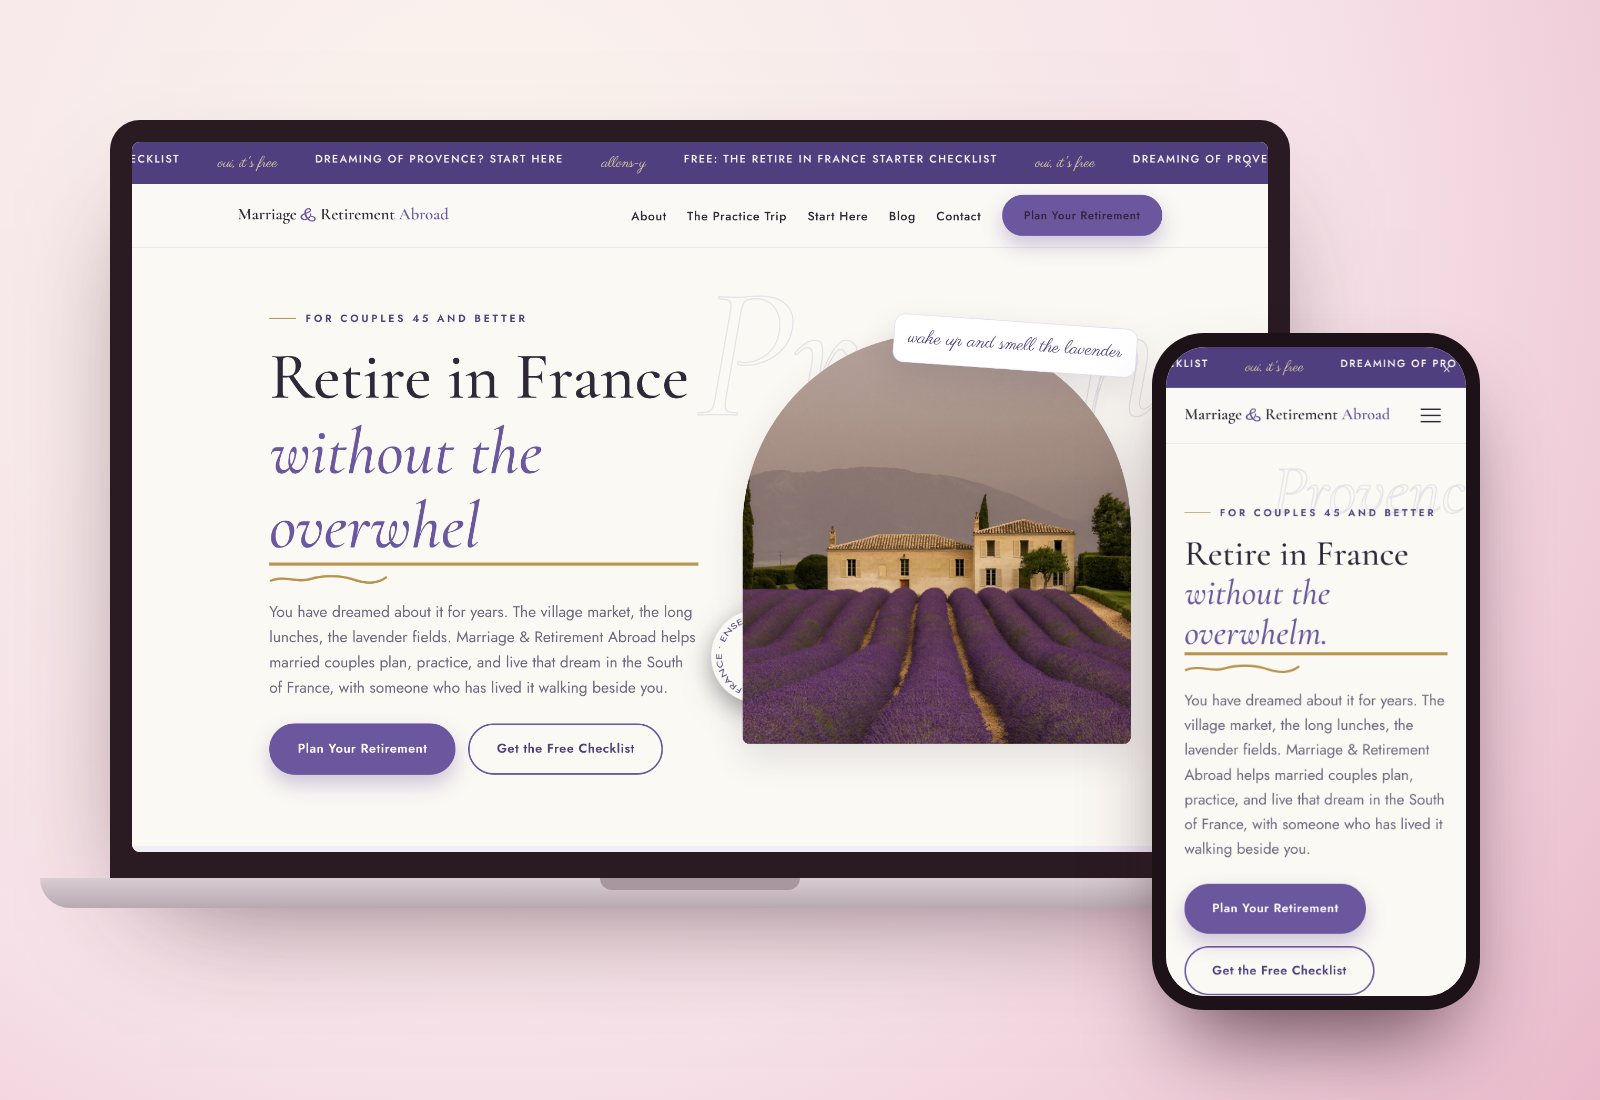 ECKLIST oui, it's free DREAMING OF PROVENCE? START HERE allons-y FREE: THE RETIRE IN FRANCE STARTER CHECKLIST oui, it's free DREAMING OF PROVE
Marriage & Retirement Abroad About The Practice Trip Start Here Blog Contact Plan Your Retirement
FOR COUPLES 45 AND BETTER
Retire in France
without the
overwhel
You have dreamed about it for years. The village market, the long
lunches, the lavender fields. Marriage & Retirement Abroad helps
married couples plan, practice, and live that dream in the South
of France, with someone who has lived it walking beside you.
Plan Your Retirement Get the Free Checklist
wake up and smell the lavender
FRANCE · ENSE
KLIST oui, it's free DREAMING OF PRO
Marriage & Retirement Abroad
Provenc
FOR COUPLES 45 AND BETTER
Retire in France
without the
overwhelm.
You have dreamed about it for years. The
village market, the long lunches, the
lavender fields. Marriage & Retirement
Abroad helps married couples plan,
practice, and live that dream in the South
of France, with someone who has lived it
walking beside you.
Plan Your Retirement
Get the Free Checklist